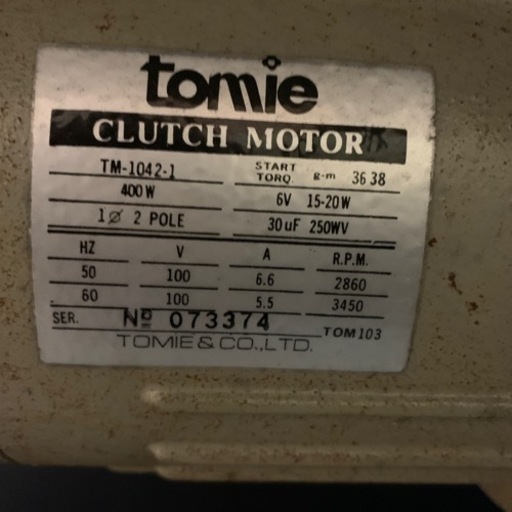 tomie
CLUTCH MOTOR
TM-1042-1 START TORQ. g-m 36 38
400 W 6V 15-20 W
1ø 2 POLE 30uF 250WV
HZ V A R.P.M.
50 100 6.6 2860
60 100 5.5 3450
SER. Nº 073374 TOM103
TOMIE & CO.,LTD.